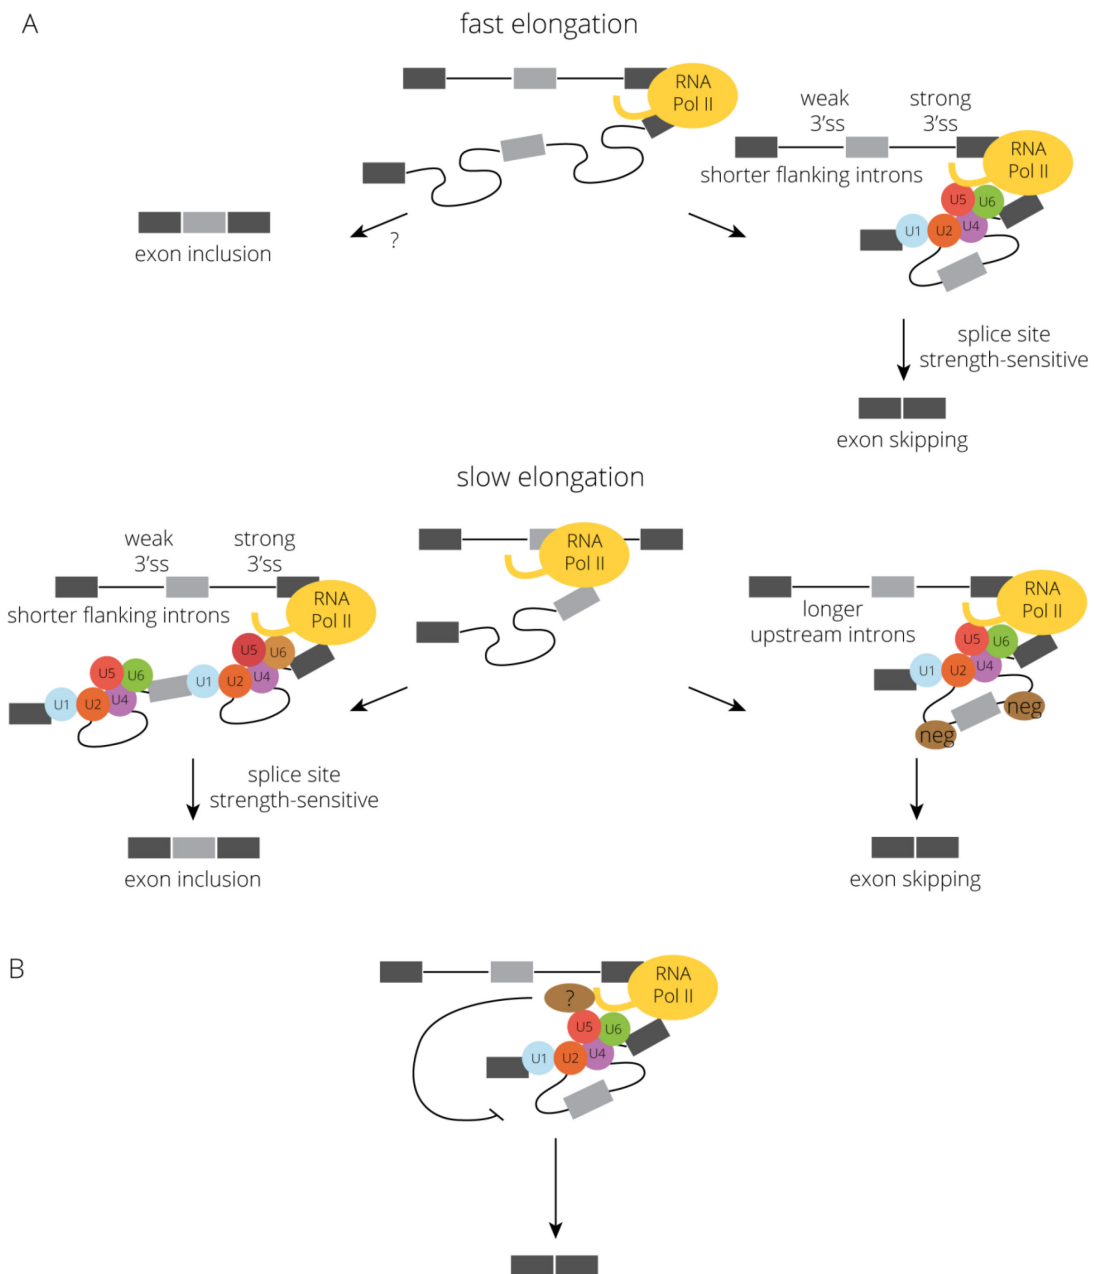 A
fast elongation
RNA
Pol II
weak
3'ss
strong
3'ss
RNA
Pol II
shorter flanking introns
U5
U6
U1
U2
U4
exon inclusion
?
splice site
strength-sensitive
exon skipping
slow elongation
weak
3'ss
strong
3'ss
RNA
Pol II
shorter flanking introns
RNA
Pol II
U5
U6
U1
U2
U4
U5
U6
U1
U2
U4
RNA
Pol II
longer
upstream introns
U5
U6
U1
U2
U4
neg
neg
splice site
strength-sensitive
exon inclusion
exon skipping
B
RNA
Pol II
?
U5
U6
U1
U2
U4